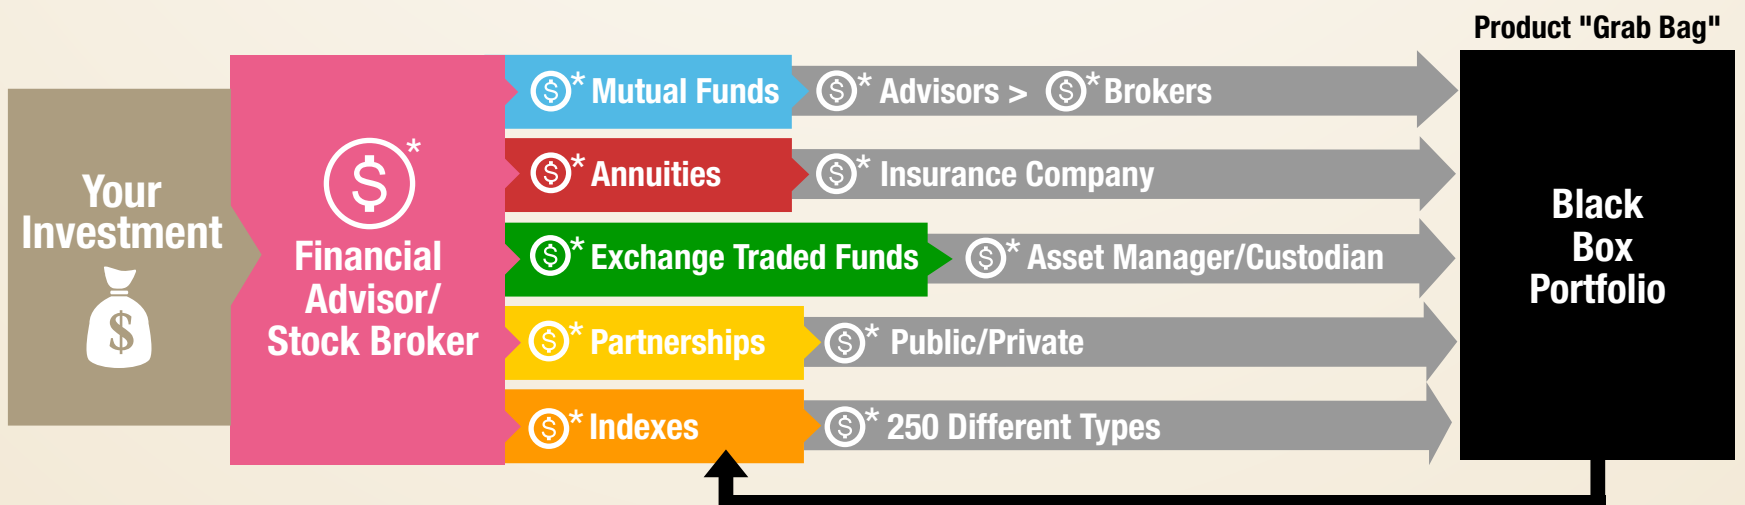 Product "Grab Bag"
Your
Investment
$
$*
Financial
Advisor/
Stock Broker
$* Mutual Funds
$* Advisors > $* Brokers
$* Annuities
$* Insurance Company
$* Exchange Traded Funds
$* Asset Manager/Custodian
$* Partnerships
$* Public/Private
$* Indexes
$* 250 Different Types
Black
Box
Portfolio